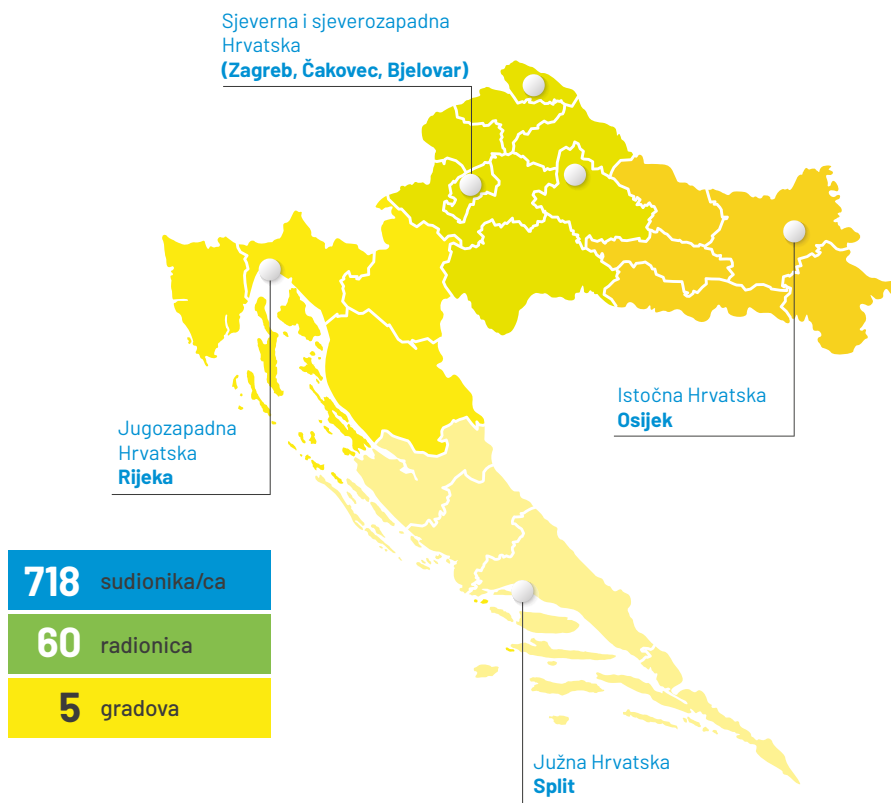 Sjeverna i sjeverozapadna
Hrvatska
(Zagreb, Čakovec, Bjelovar)
Istočna Hrvatska
Osijek
Jugozapadna
Hrvatska
Rijeka
718 sudionika/ca
60 radionica
5 gradova
Južna Hrvatska
Split